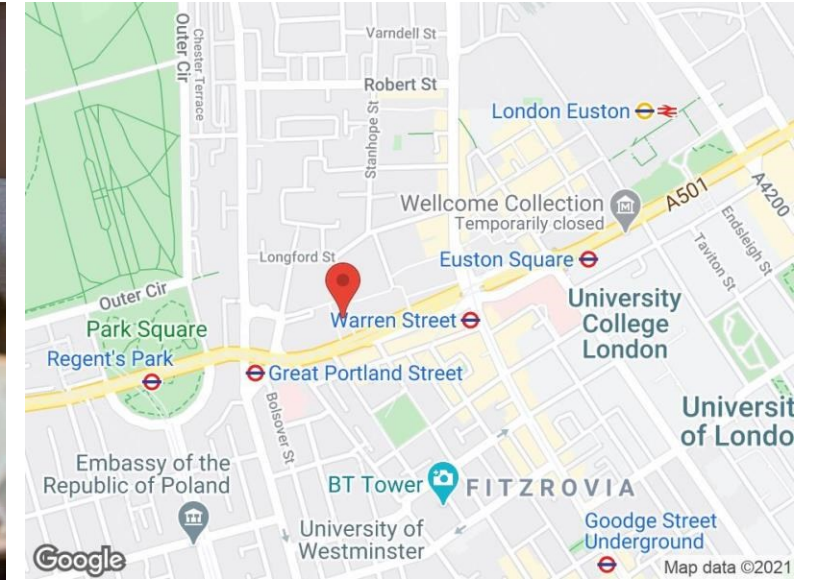 Varndell St
Outer Cir
Chester Terrace
Robert St
Stanhope St
London Euston
Wellcome Collection
Temporarily closed
A501
A4200
Endsleigh St
Taviton St
Longford St
Euston Square
Outer Cir
University
College
London
Park Square
Warren Street
Regent's Park
Great Portland Street
Bolsover St
Universit
of Londo
Embassy of the
Republic of Poland
BT Tower
FITZROVIA
University of
Westminster
Goodge Street
Underground
Google
Map data ©2021